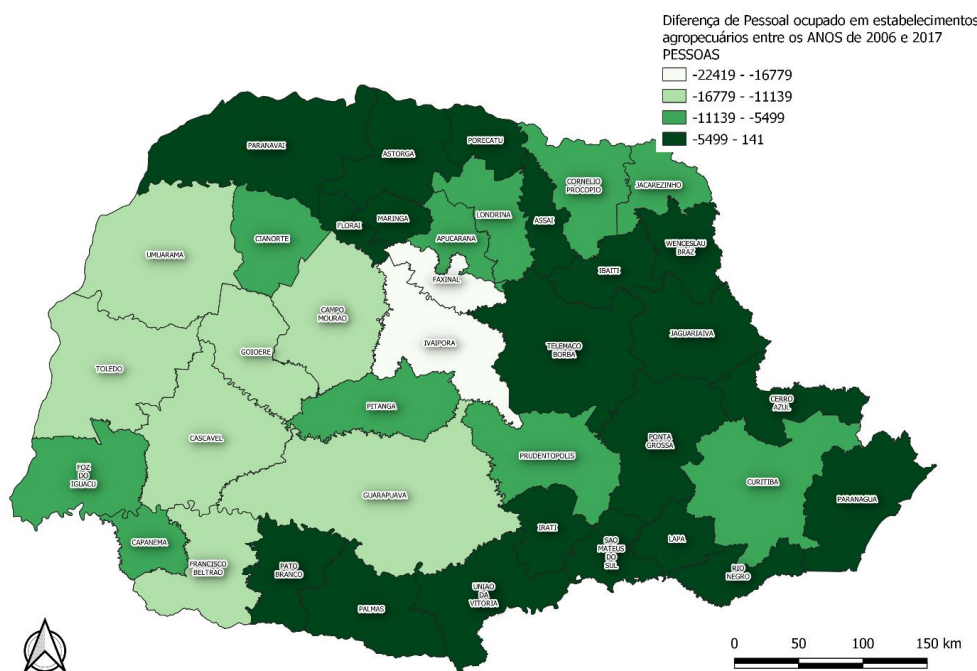 Diferença de Pessoal ocupado em estabelecimentos
agropecuários entre os ANOS de 2006 e 2017
PESSOAS
-22419 - -16779
-16779 - -11139
-11139 - -5499
-5499 - 141
PARANAVAI
ASTORGA
PORECATU
CORNELIO
PROCOPIO
JACAREZINHO
FLORAI
MARINGA
LONDRINA
ASSAI
CIANORTE
APUCARANA
WENCESLAU
BRAZ
UMUARAMA
IBAITI
FAXINAL
CAMPO
MOURAO
IVAIPORA
TELEMACO
BORBA
JAGUARIAIVA
GOIOERE
TOLEDO
PITANGA
CERRO
AZUL
CASCAVEL
PONTA
GROSSA
PRUDENTOPOLIS
FOZ
DO
IGUACU
GUARAPUAVA
CURITIBA
PARANAGUA
IRATI
CAPANEMA
SAO
MATEUS
DO
SUL
LAPA
FRANCISCO
BELTRAO
PATO
BRANCO
RIO
NEGRO
UNIAO
DA
VITORIA
PALMAS
0 50 100 150 km